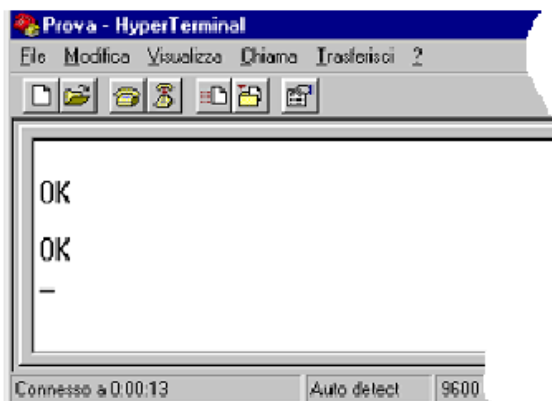 Prova - HyperTerminal
File Modifica Visualizza Chiama Trasferisci ?
OK
OK
_
Connesso a 0:00:13 Auto detect 9600